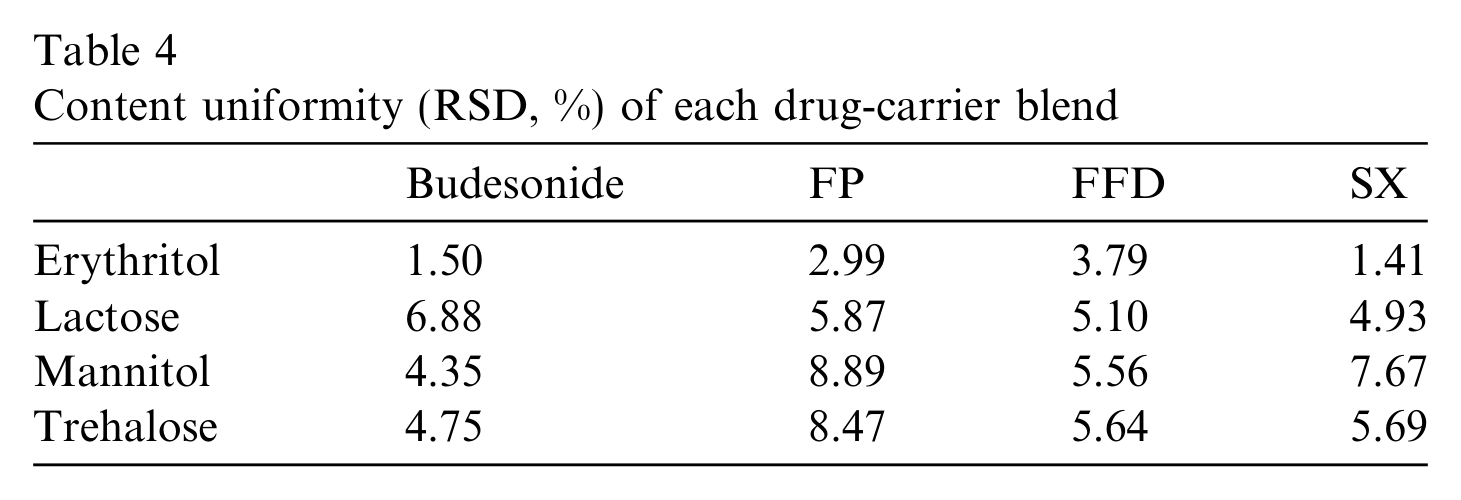 Table 4
Content uniformity (RSD, %) of each drug-carrier blend
Budesonide FP FFD SX
Erythritol 1.50 2.99 3.79 1.41
Lactose 6.88 5.87 5.10 4.93
Mannitol 4.35 8.89 5.56 7.67
Trehalose 4.75 8.47 5.64 5.69